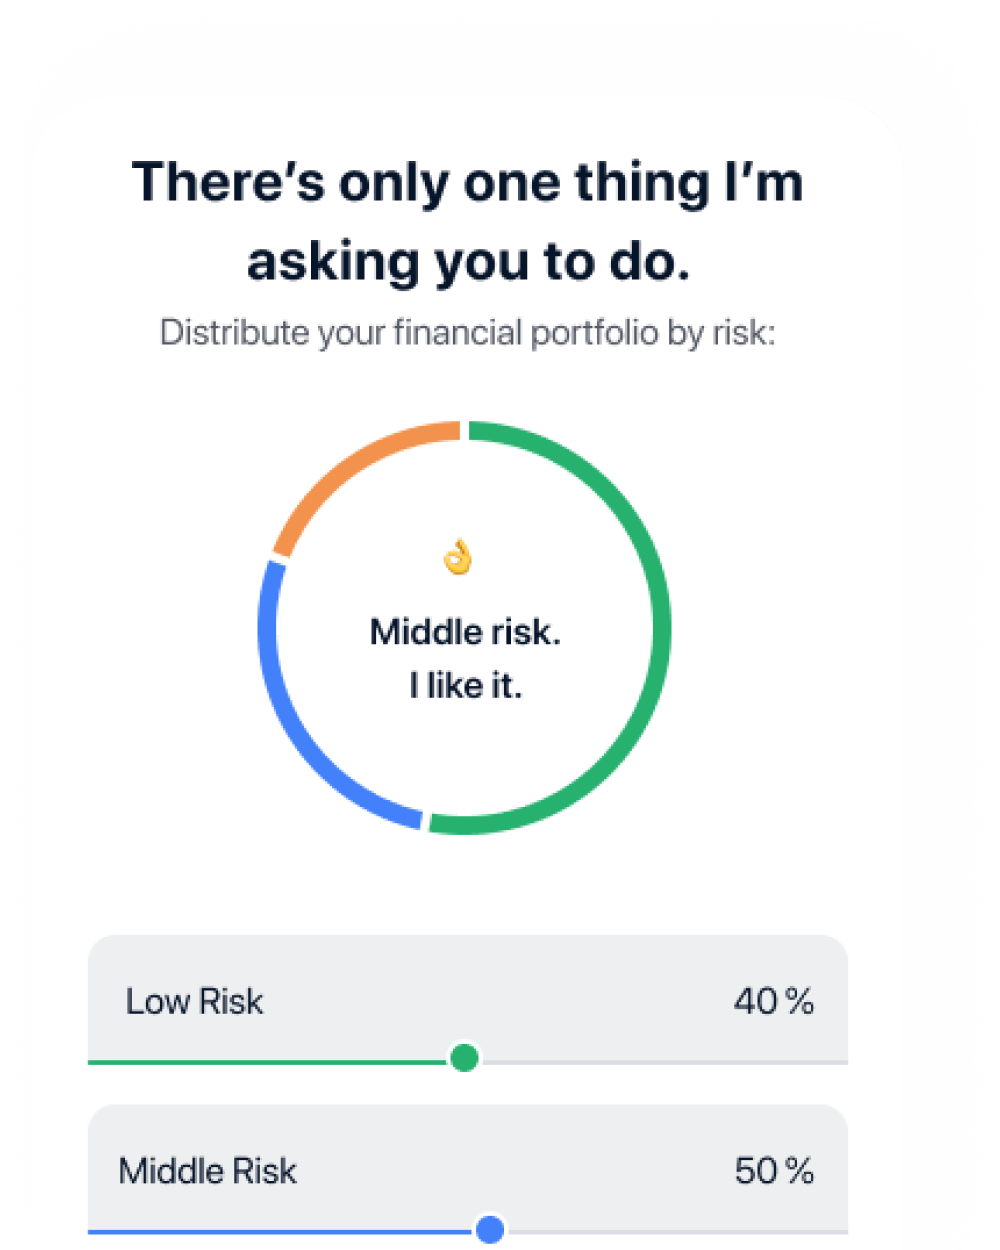 There’s only one thing I’m
asking you to do.
Distribute your financial portfolio by risk:
👌
Middle risk.
I like it.
Low Risk 40 %
Middle Risk 50 %